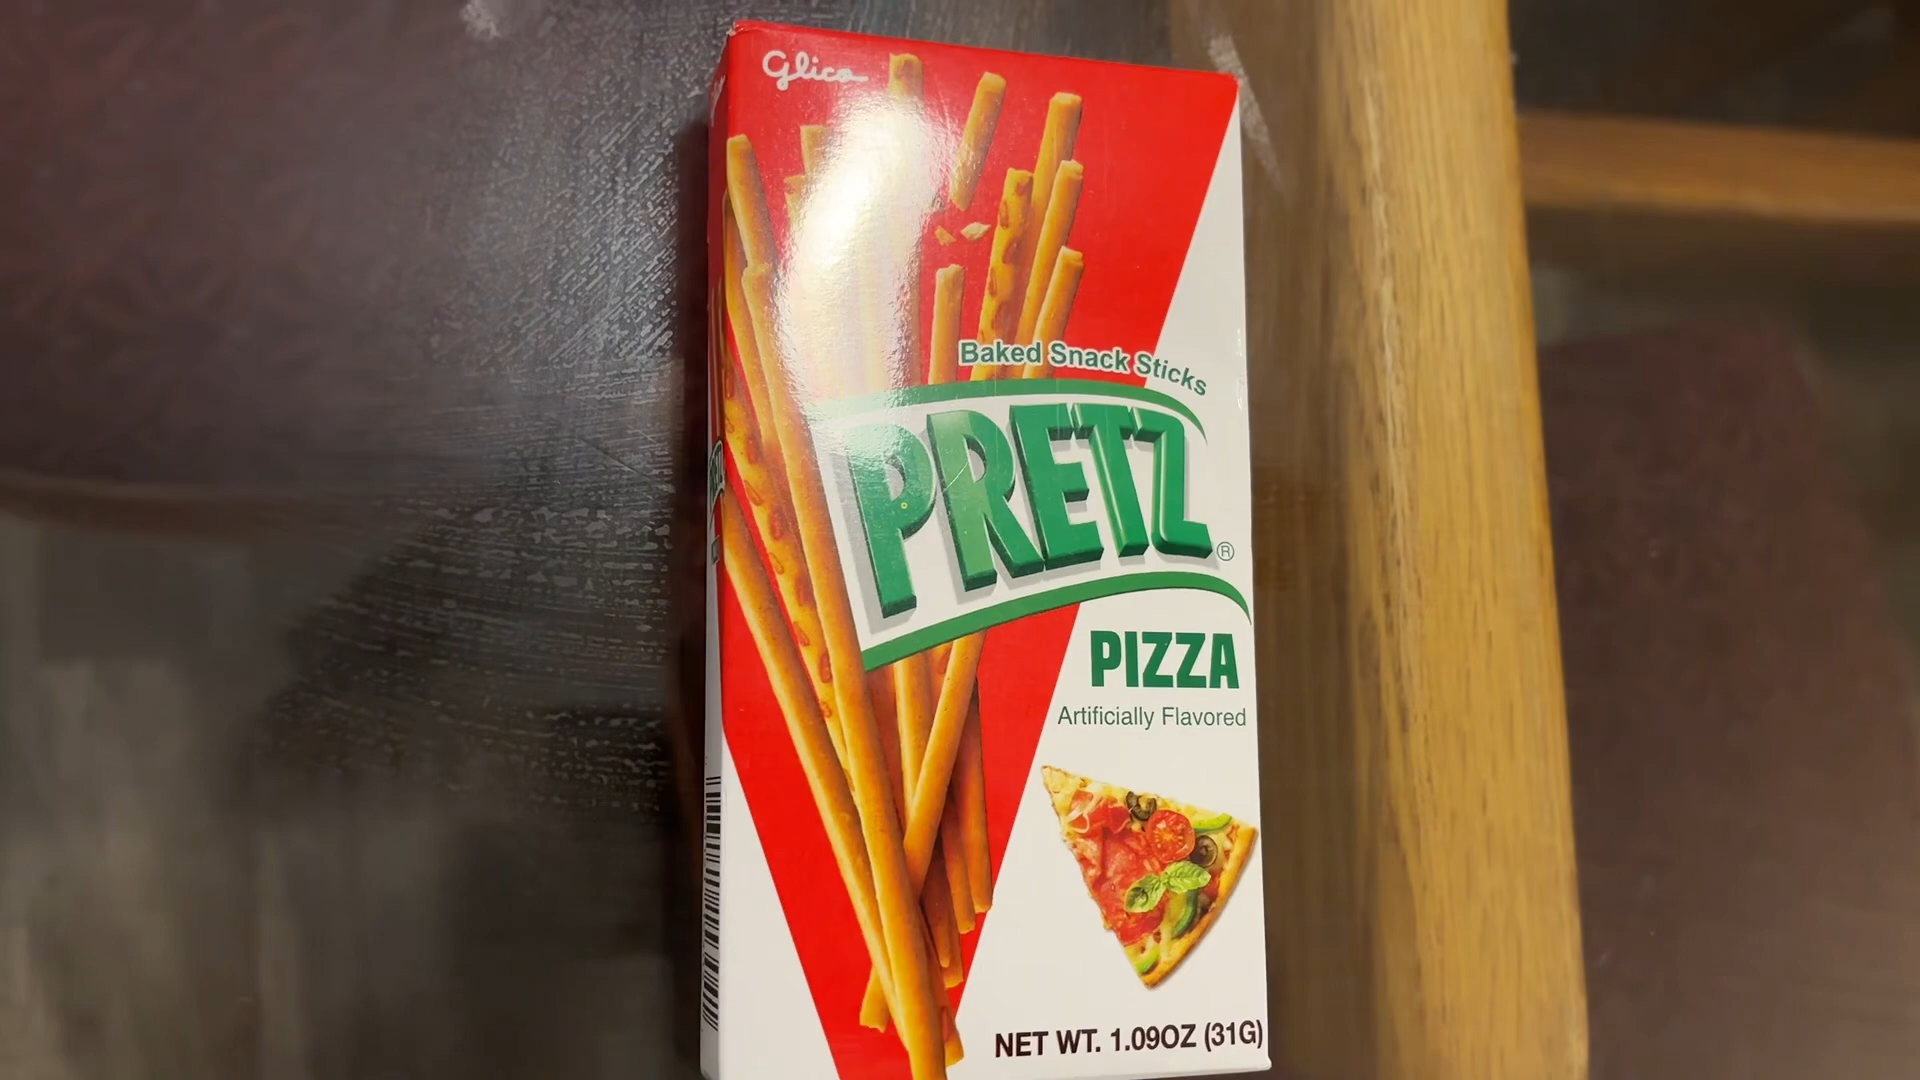 Glico
Baked Snack Sticks
PRETZ
®
PIZZA
Artificially Flavored
NET WT. 1.09OZ (31G)